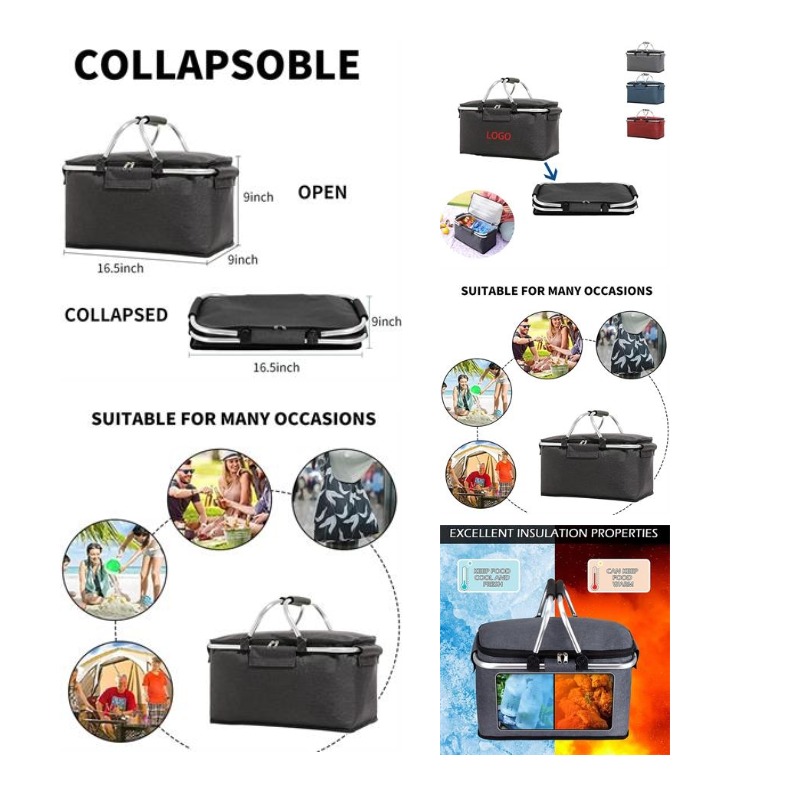 COLLAPSOBLE
9inch
OPEN
9inch
16.5inch
COLLAPSED
9inch
16.5inch
SUITABLE FOR MANY OCCASIONS
LOGO
SUITABLE FOR MANY OCCASIONS
EXCELLENT INSULATION PROPERTIES
KEEP FOOD
COOL AND
FRESH
CAN KEEP
FOOD
WARM